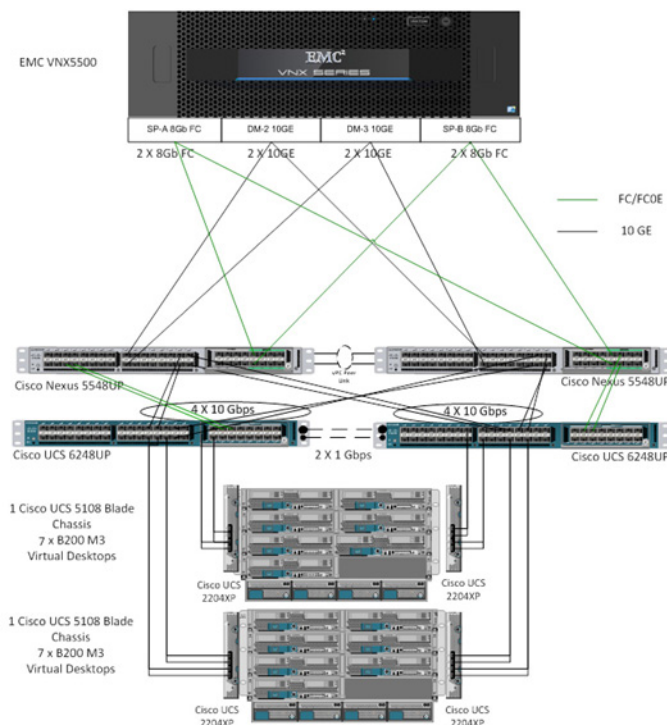 EMC VNX5500
EMC²
VNX SERIES
SP-A 8Gb FC
DM-2 10GE
DM-3 10GE
SP-B 8Gb FC
2 X 8Gb FC
2 X 10GE
2 X 10GE
2 X 8Gb FC
FC/FC0E
10 GE
Cisco Nexus 5548UP
vPC Peer
Link
Cisco Nexus 5548UP
4 X 10 Gbps
4 X 10 Gbps
Cisco UCS 6248UP
2 X 1 Gbps
Cisco UCS 6248UP
1 Cisco UCS 5108 Blade
Chassis
7 x B200 M3
Virtual Desktops
Cisco UCS
2204XP
Cisco UCS
2204XP
1 Cisco UCS 5108 Blade
Chassis
7 x B200 M3
Virtual Desktops
Cisco UCS
2204XP
Cisco UCS
2204XP